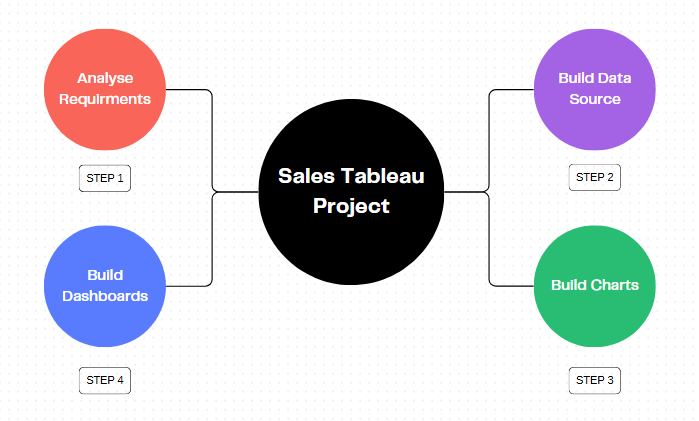 Analyse
Requirments
STEP 1
Build Data
Source
STEP 2
Sales Tableau
Project
Build
Dashboards
STEP 4
Build Charts
STEP 3